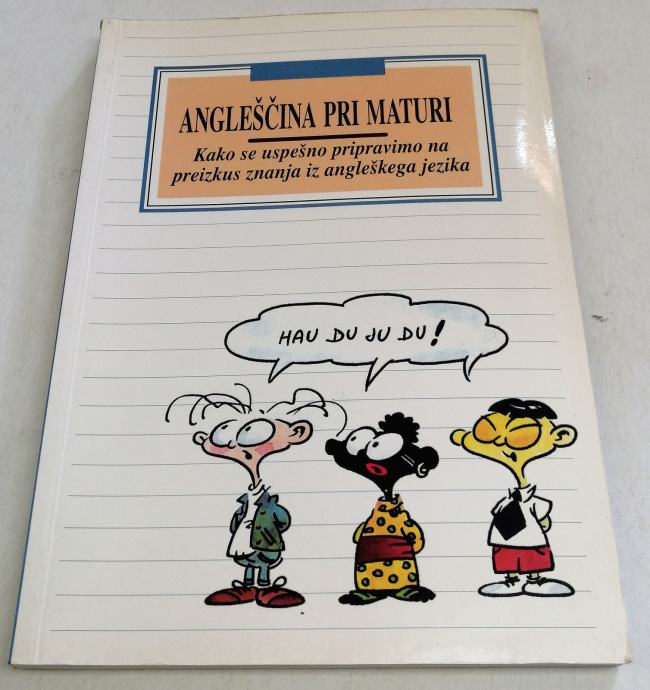 ANGLEŠČINA PRI MATURI
Kako se uspešno pripravimo na
preizkus znanja iz angleškega jezika
HAU DU JU DU!